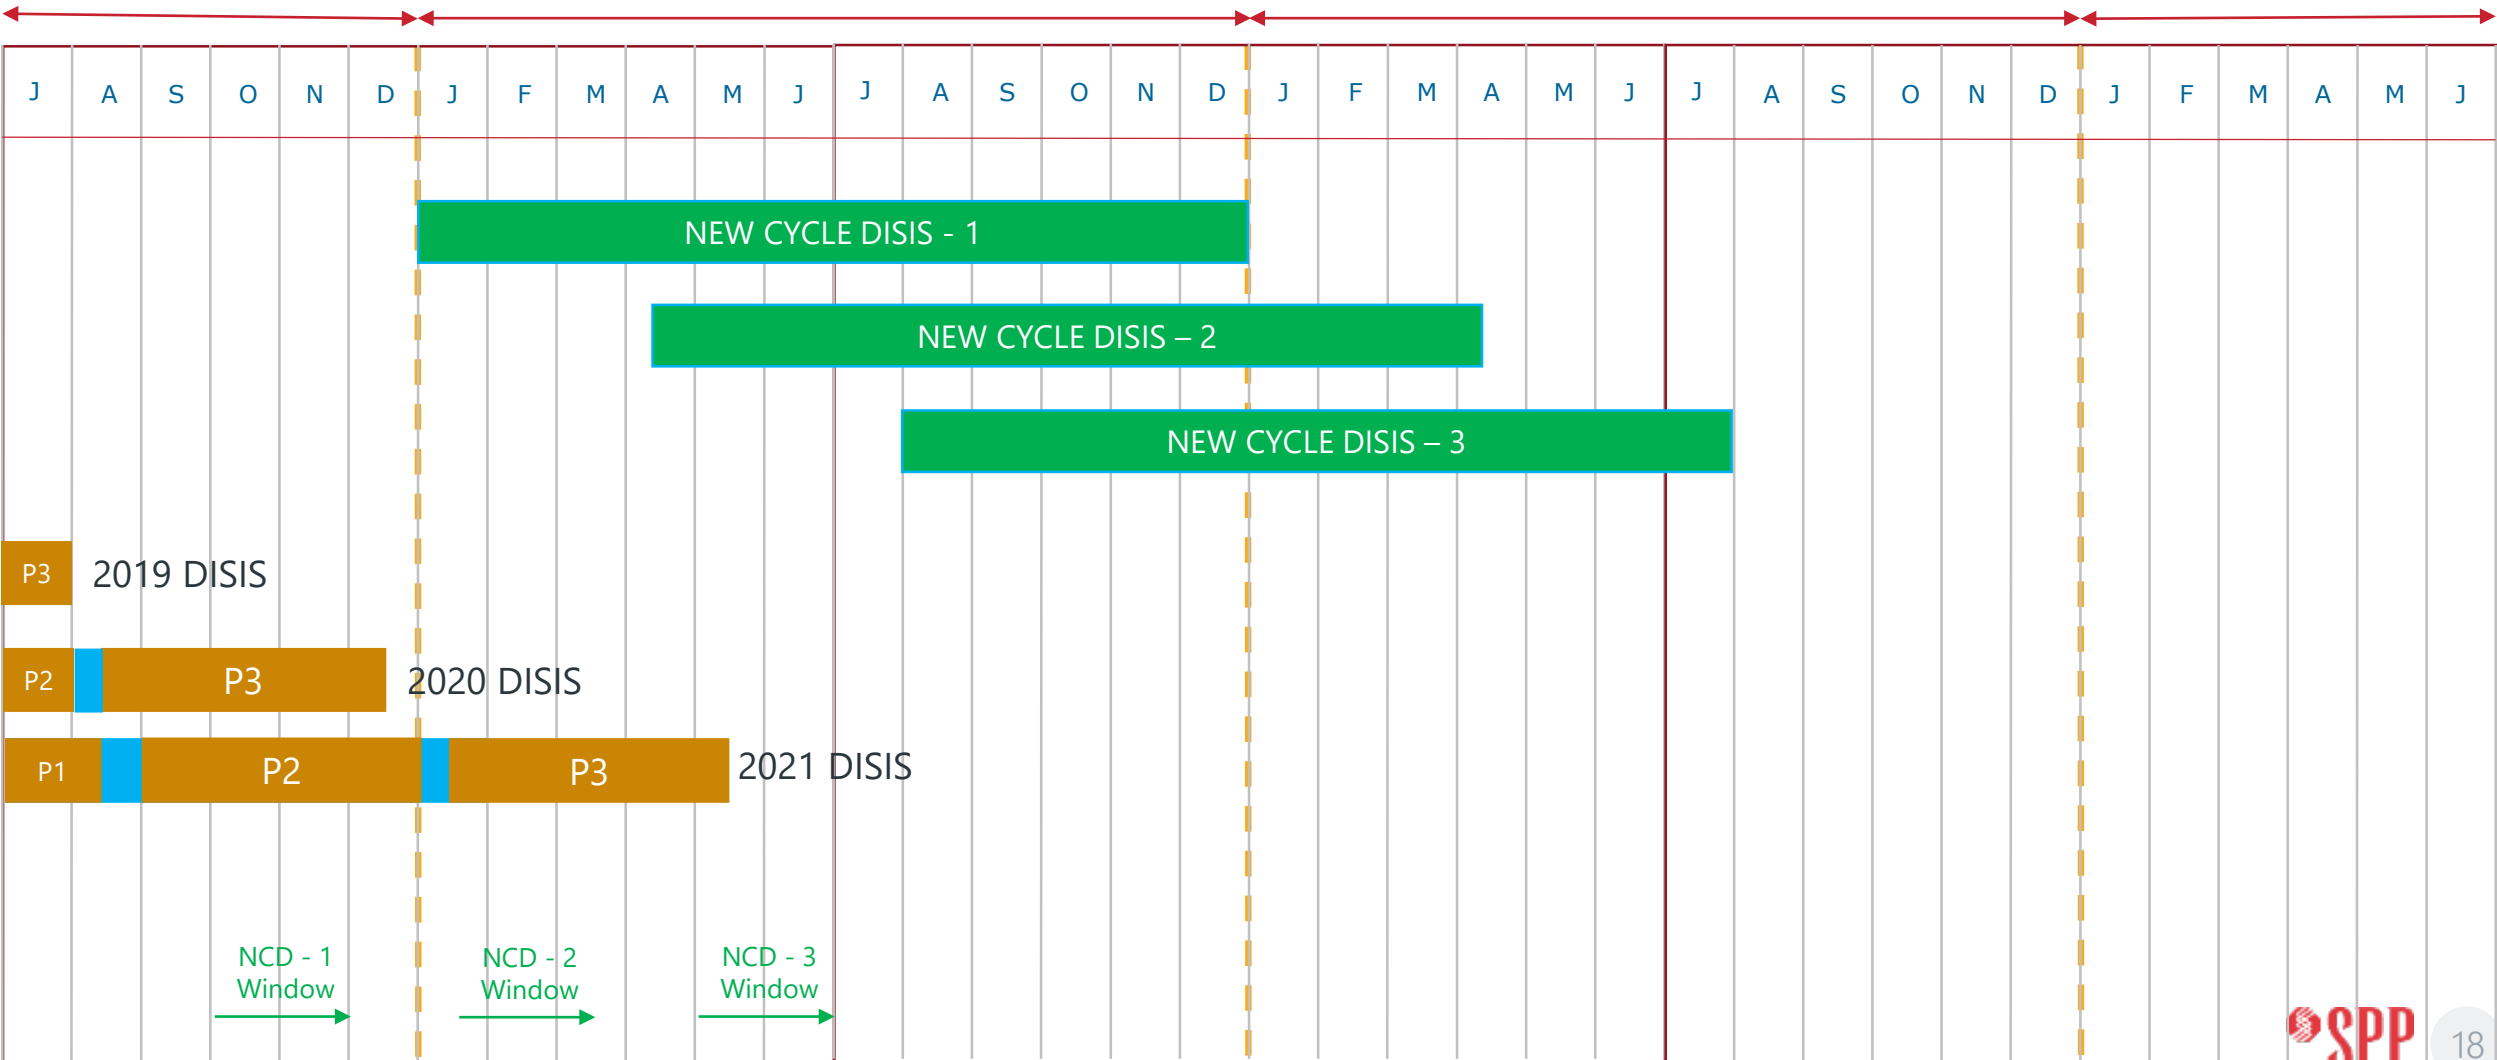 J A S O N D J F M A M J J A S O N D J F M A M J J A S O N D J F M A M J
NEW CYCLE DISIS - 1
NEW CYCLE DISIS – 2
NEW CYCLE DISIS – 3
P3 2019 DISIS
P2 P3 2020 DISIS
P1 P2 P3 2021 DISIS
NCD - 1
Window
NCD - 2
Window
NCD - 3
Window
SPP
18